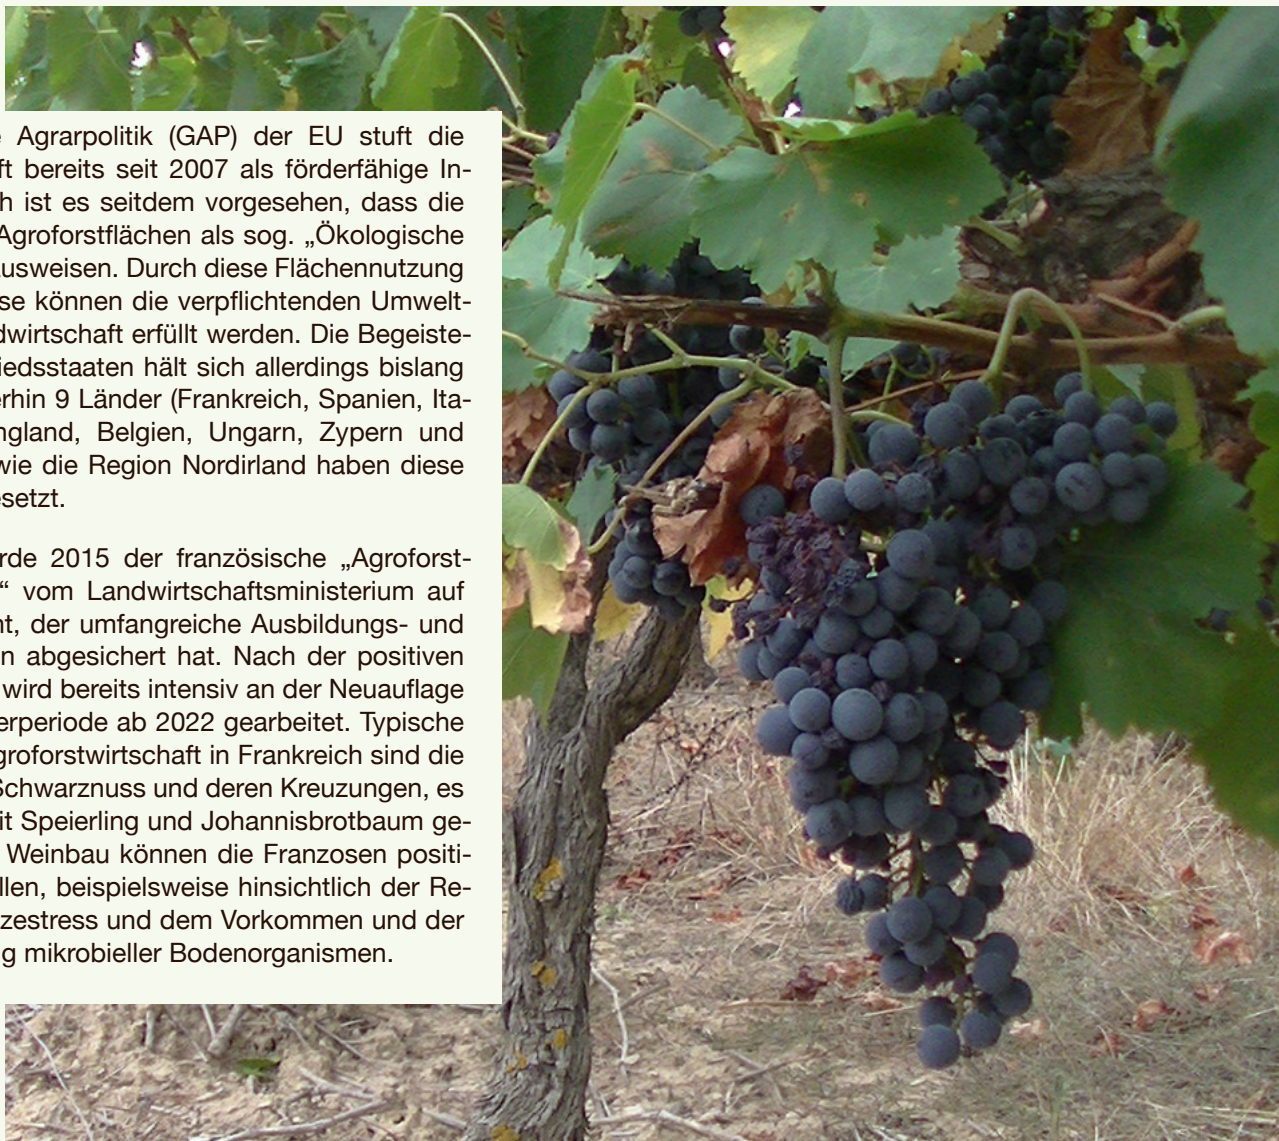 Agrarpolitik (GAP) der EU stuft die
ft bereits seit 2007 als förderfähige In-
h ist es seitdem vorgesehen, dass die
Agroforstflächen als sog. „Ökologische
usweisen. Durch diese Flächennutzung
se können die verpflichtenden Umwelt-
dwirtschaft erfüllt werden. Die Begeiste-
iedsstaaten hält sich allerdings bislang
erhin 9 Länder (Frankreich, Spanien, Ita-
ngland, Belgien, Ungarn, Zypern und
wie die Region Nordirland haben diese
esetzt.
rde 2015 der französische „Agroforst-
“ vom Landwirtschaftsministerium auf
nt, der umfangreiche Ausbildungs- und
n abgesichert hat. Nach der positiven
wird bereits intensiv an der Neuauflage
erperiode ab 2022 gearbeitet. Typische
groforstwirtschaft in Frankreich sind die
Schwarznuss und deren Kreuzungen, es
it Speierling und Johannisbrotbaum ge-
Weinbau können die Franzosen positi-
llen, beispielsweise hinsichtlich der Re-
zestress und dem Vorkommen und der
g mikrobieller Bodenorganismen.